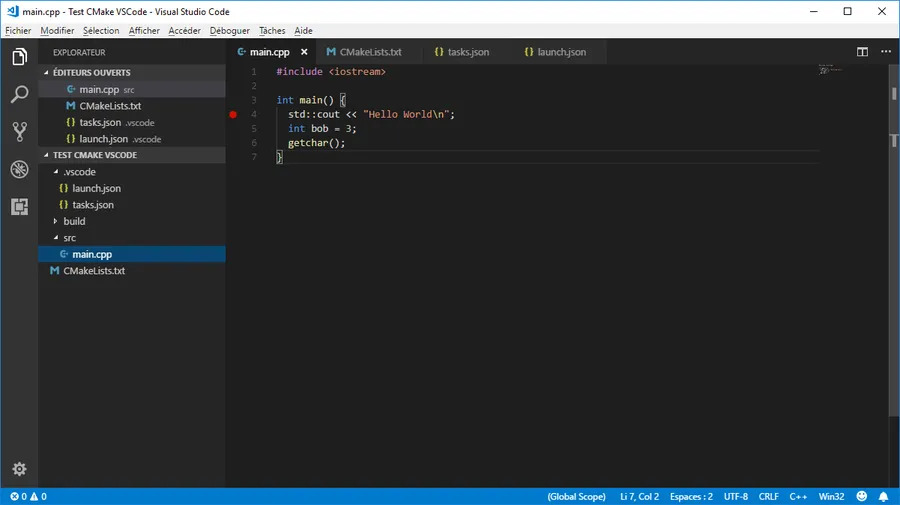 main.cpp - Test CMake VSCode - Visual Studio Code
Fichier Modifier Sélection Afficher Accéder Déboguer Tâches Aide
EXPLORATEUR
ÉDITEURS OUVERTS
main.cpp src
CMakeLists.txt
tasks.json .vscode
launch.json .vscode
TEST CMAKE VSCODE
.vscode
launch.json
tasks.json
build
src
main.cpp
CMakeLists.txt
main.cpp CMakeLists.txt tasks.json launch.json
1 #include <iostream>
2
3 int main() {
4 std::cout << "Hello World\n";
5 int bob = 3;
6 getchar();
7 }
0 0 (Global Scope) Li 7, Col 2 Espaces : 2 UTF-8 CRLF C++ Win32